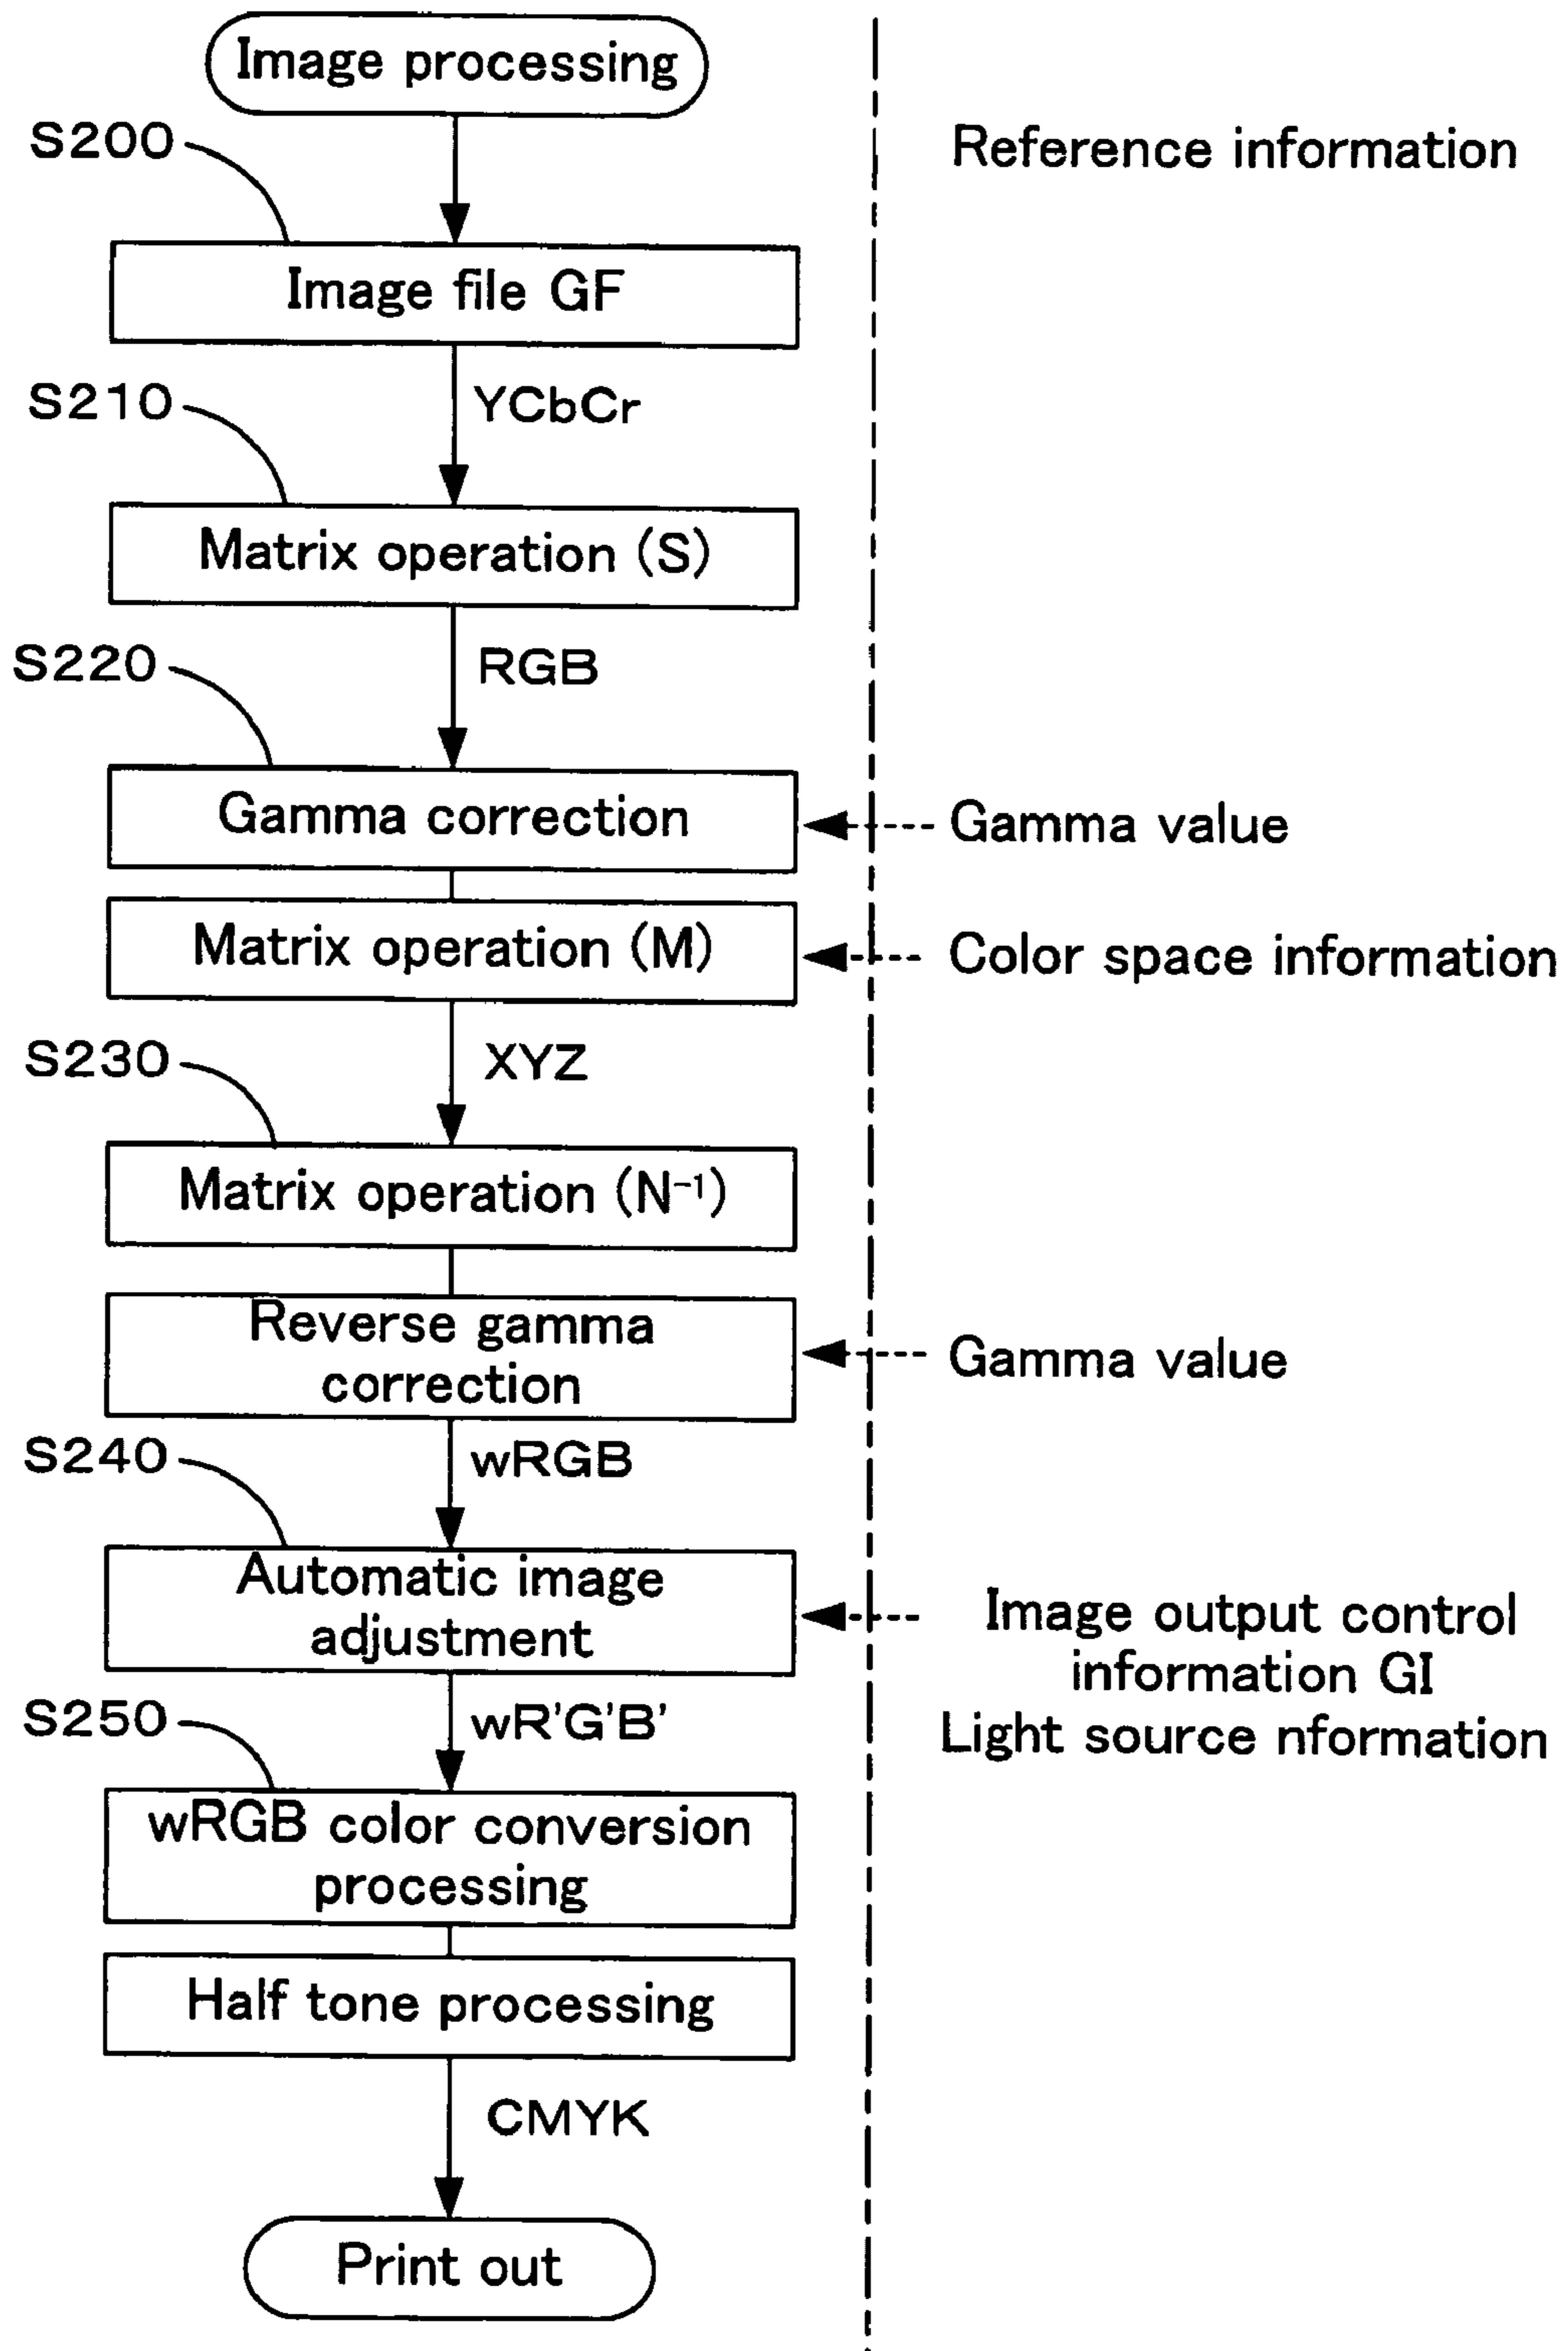 Image processing
S200
Reference information
Image file GF
S210
YCbCr
Matrix operation (S)
S220
RGB
Gamma correction
Gamma value
Matrix operation (M)
Color space information
S230
XYZ
Matrix operation (N⁻¹)
Reverse gamma
correction
Gamma value
S240
wRGB
Automatic image
adjustment
Image output control
information GI
Light source nformation
S250
wR'G'B'
wRGB color conversion
processing
Half tone processing
CMYK
Print out